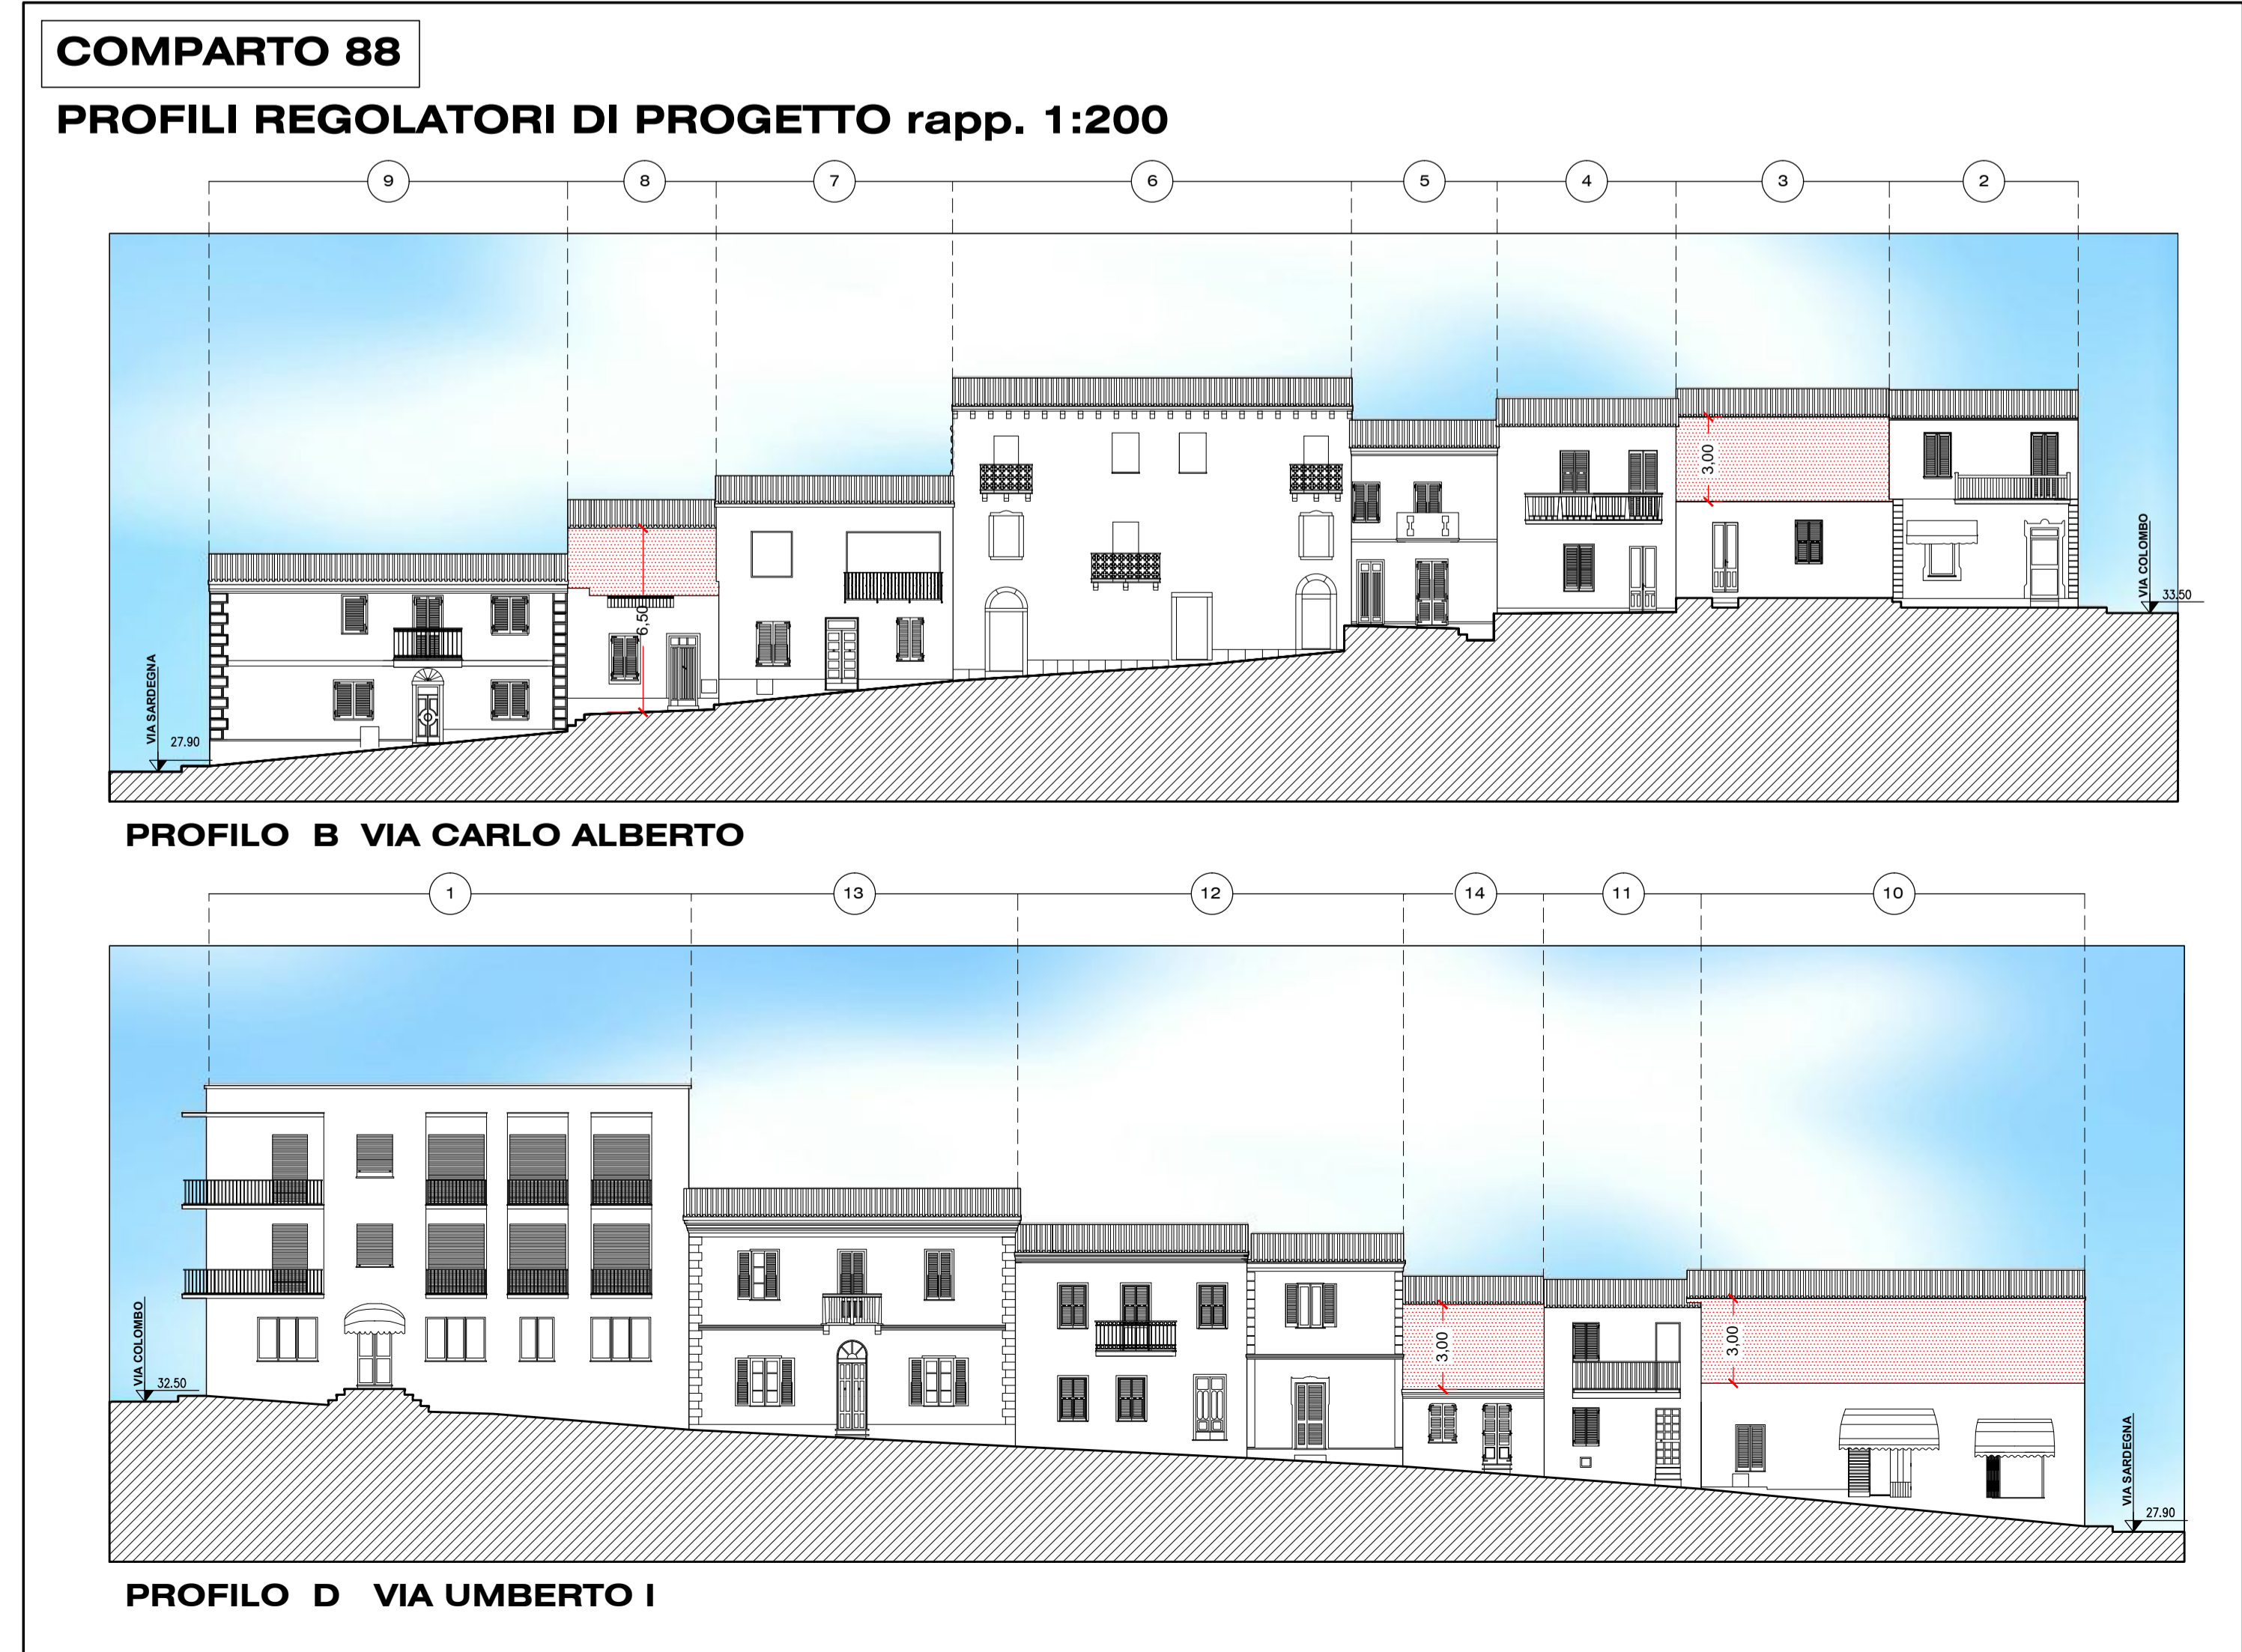 COMPARTO 88
PROFILI REGOLATORI DI PROGETTO rapp. 1:200
9 8 7 6 5 4 3 2
3,00
6,50
VIA SARDEGNA
27.90
VIA COLOMBO
33.50
PROFILO B VIA CARLO ALBERTO
1 13 12 14 11 10
VIA COLOMBO
32.50
3,00
3,00
VIA SARDEGNA
27.90
PROFILO D VIA UMBERTO I